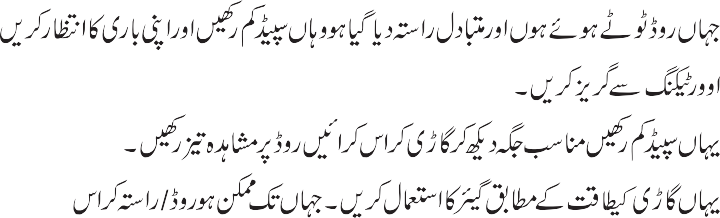 جہاں روڈ ٹوٹے ہوئے ہوں اور متبادل راستہ دیا گیا ہو وہاں سپیڈ کم رکھیں اور اپنی باری کا انتظار کریں
اوورٹیکنگ سے گریز کریں ۔
یہاں سپیڈ کم رکھیں مناسب جگہ دیکھ کر گاڑی کراس کرائیں روڈ پر مشاہدہ تیز رکھیں ۔
یہاں گاڑی کیطاقت کے مطابق گیئر کا استعمال کریں ۔ جہاں تک ممکن ہو روڈ/راستہ کراس